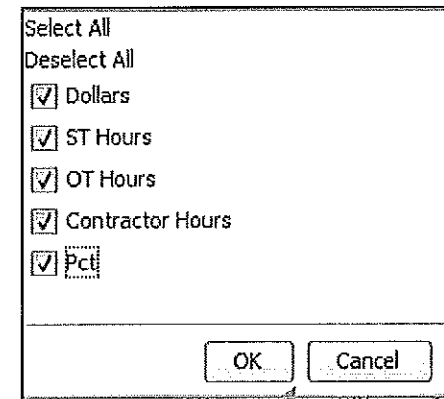 Select All
Deselect All
Dollars
ST Hours
OT Hours
Contractor Hours
Pct
OK Cancel